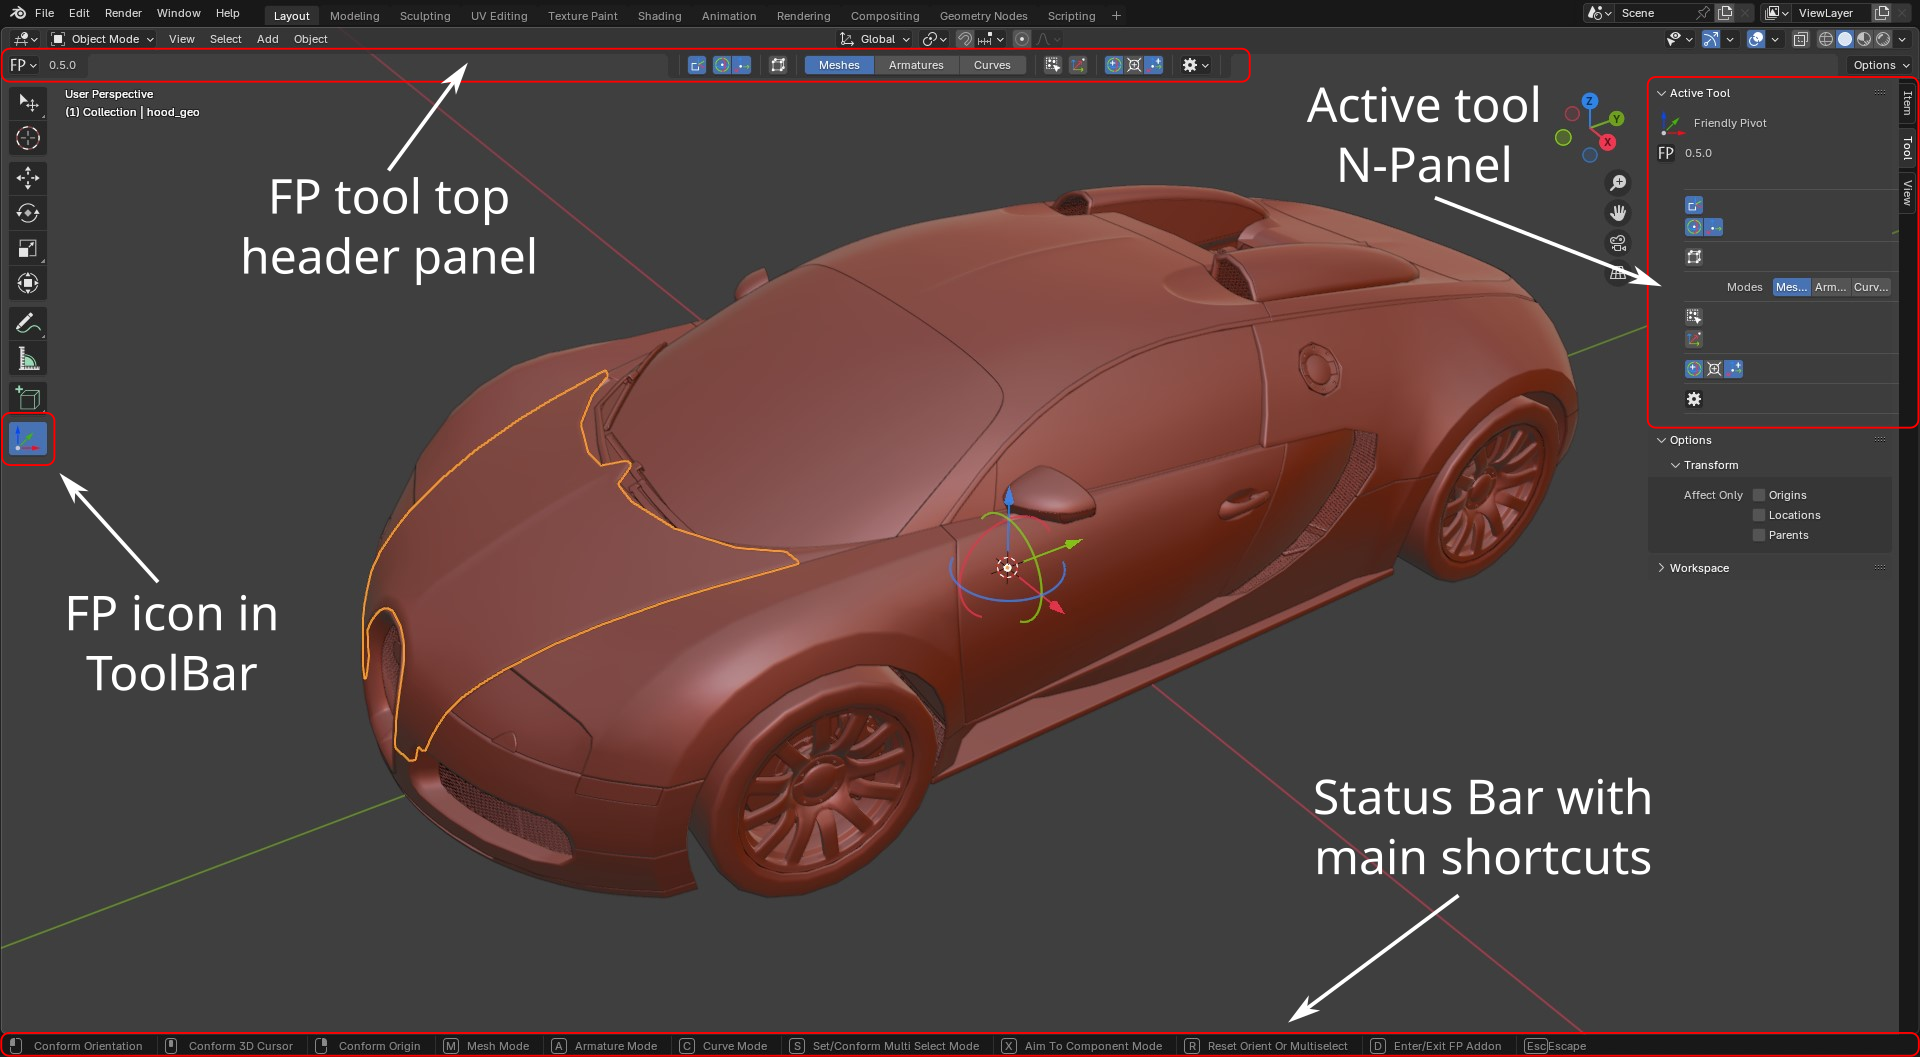 File Edit Render Window Help Layout Modeling Sculpting UV Editing Texture Paint Shading Animation Rendering Compositing Geometry Nodes Scripting + Scene ViewLayer
Object Mode View Select Add Object Global
FP 0.5.0 Meshes Armatures Curves Options
User Perspective
(1) Collection | hood_geo
FP tool top
header panel
Active tool
N-Panel
Z
Y
X
Active Tool
Friendly Pivot
FP 0.5.0
Modes Mes... Arm... Curv...
Item
Tool
View
Options
Transform
Affect Only Origins
Locations
Parents
Workspace
FP icon in
ToolBar
Status Bar with
main shortcuts
Conform Orientation Conform 3D Cursor Conform Origin M Mesh Mode A Armature Mode C Curve Mode S Set/Conform Multi Select Mode X Aim To Component Mode R Reset Orient Or Multiselect D Enter/Exit FP Addon Esc Escape